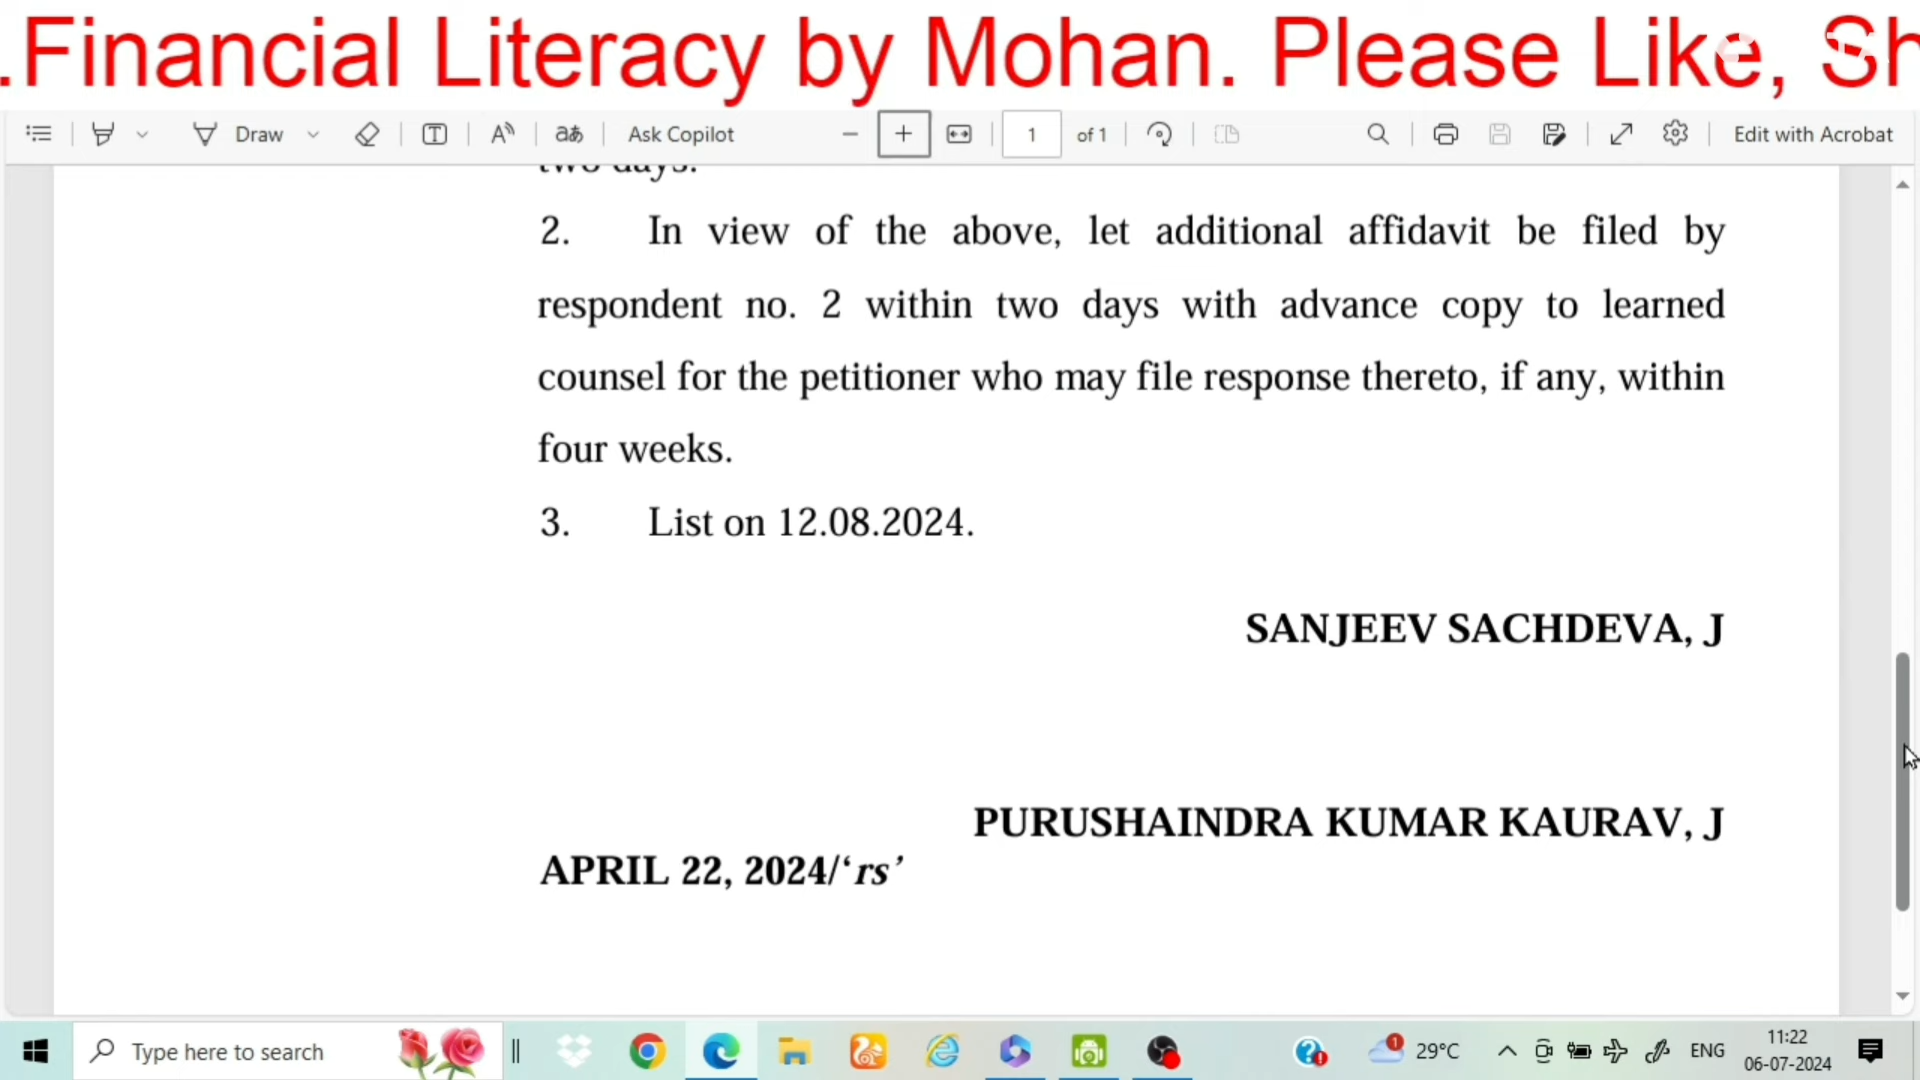 .Financial Literacy by Mohan. Please Like, Sh
Draw
Ask Copilot
1 of 1
Edit with Acrobat
two days.
2. In view of the above, let additional affidavit be filed by
respondent no. 2 within two days with advance copy to learned
counsel for the petitioner who may file response thereto, if any, within
four weeks.
3. List on 12.08.2024.
SANJEEV SACHDEVA, J
PURUSHAINDRA KUMAR KAURAV, J
APRIL 22, 2024/‘rs’
Type here to search
29°C
ENG
11:22
06-07-2024